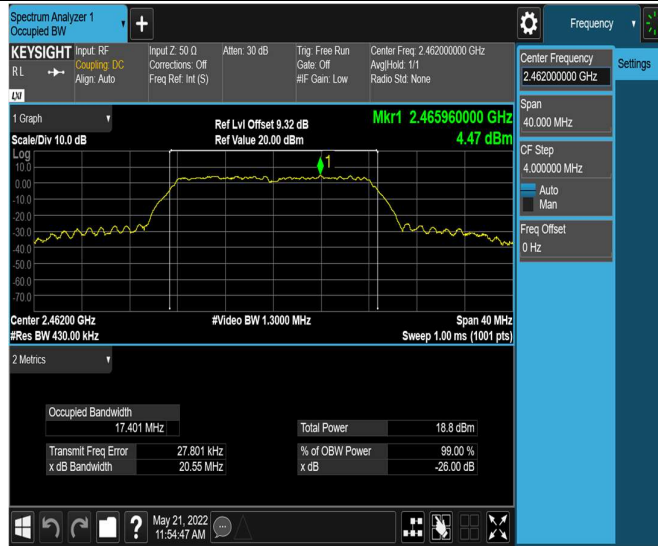 Spectrum Analyzer 1
Occupied BW
Frequency
KEYSIGHT
R L
LXI
Input: RF
Coupling: DC
Align: Auto
Input Z: 50 Ω
Corrections: Off
Freq Ref: Int (S)
Atten: 30 dB
Trig: Free Run
Gate: Off
#IF Gain: Low
Center Freq: 2.462000000 GHz
Avg|Hold: 1/1
Radio Std: None
Center Frequency
2.462000000 GHz
Settings
Span
40.000 MHz
CF Step
4.000000 MHz
Auto
Man
Freq Offset
0 Hz
1 Graph
Scale/Div 10.0 dB
Ref Lvl Offset 9.32 dB
Ref Value 20.00 dBm
Mkr1 2.465960000 GHz
4.47 dBm
Log
10.0
0.00
-10.0
-20.0
-30.0
-40.0
-50.0
-60.0
-70.0
1
Center 2.46200 GHz
#Video BW 1.3000 MHz
Span 40 MHz
#Res BW 430.00 kHz
Sweep 1.00 ms (1001 pts)
2 Metrics
Occupied Bandwidth
17.401 MHz
Total Power 18.8 dBm
Transmit Freq Error 27.801 kHz
% of OBW Power 99.00 %
x dB Bandwidth 20.55 MHz
x dB -26.00 dB
?
May 21, 2022
11:54:47 AM